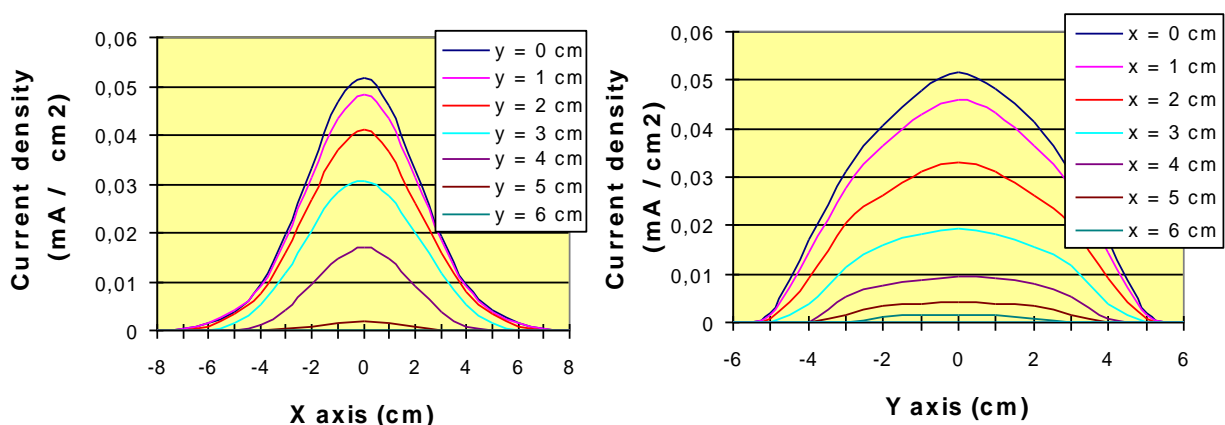 Current density
(mA / cm2)
0,06
0,05
0,04
0,03
0,02
0,01
0
-8 -6 -4 -2 0 2 4 6 8
X axis (cm)
y = 0 cm
y = 1 cm
y = 2 cm
y = 3 cm
y = 4 cm
y = 5 cm
y = 6 cm
Current density
(mA / cm2)
0,06
0,05
0,04
0,03
0,02
0,01
0
-6 -4 -2 0 2 4 6
Y axis (cm)
x = 0 cm
x = 1 cm
x = 2 cm
x = 3 cm
x = 4 cm
x = 5 cm
x = 6 cm